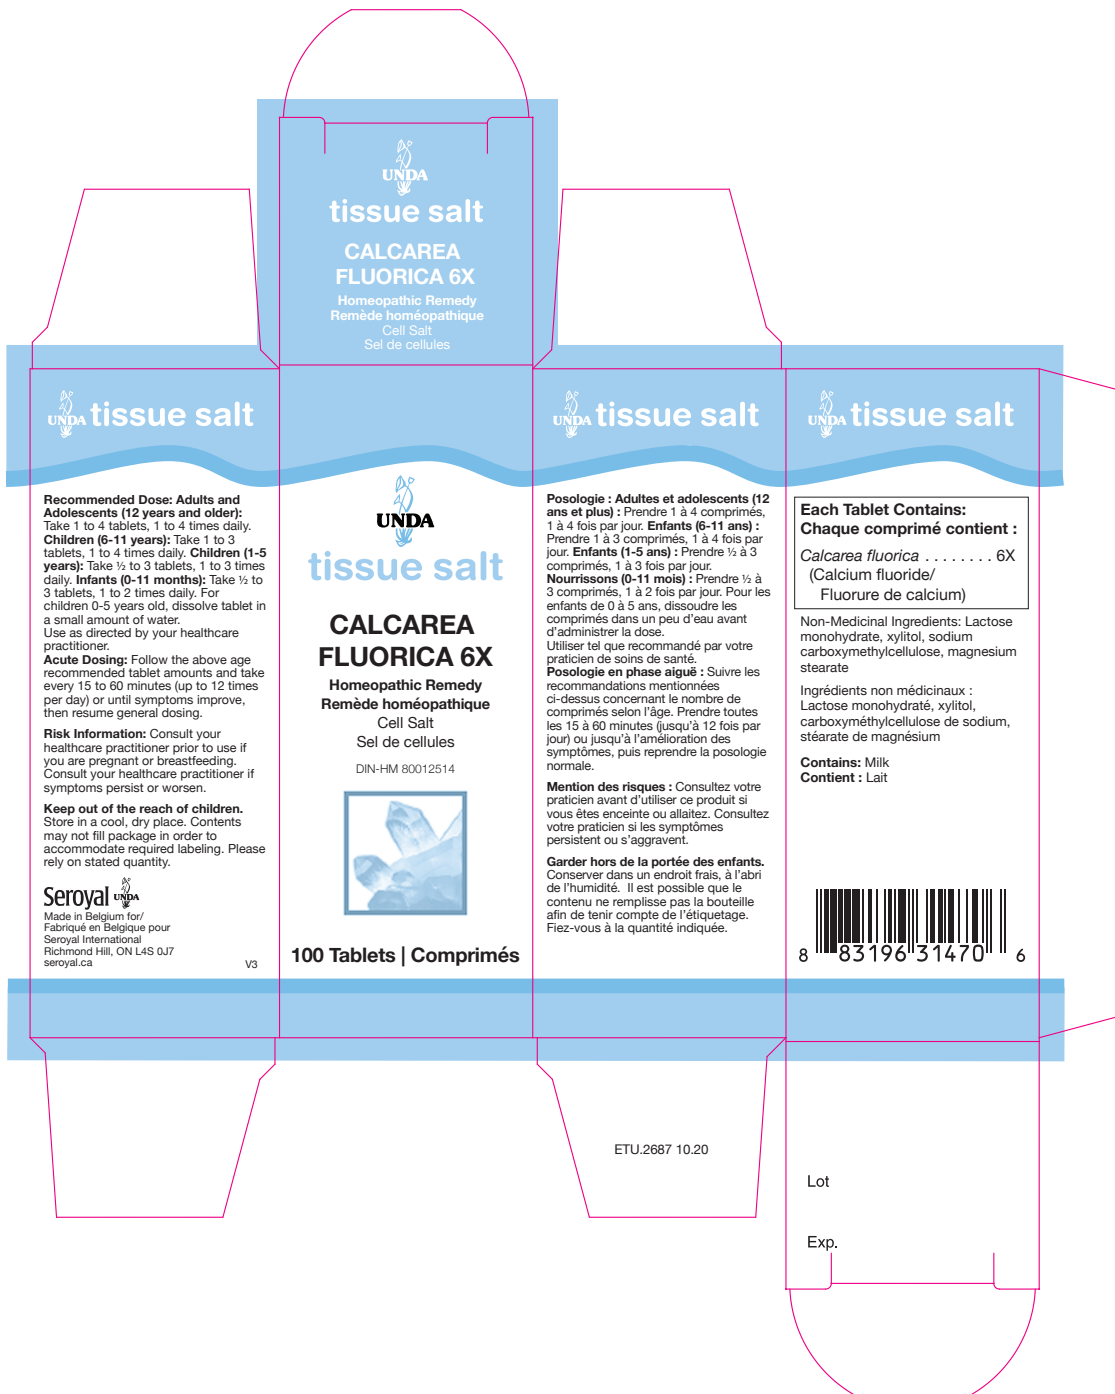 UNDA
tissue salt
CALCAREA
FLUORICA 6X
Homeopathic Remedy
Remède homéopathique
Cell Salt
Sel de cellules
UNDA tissue salt
Recommended Dose: Adults and
Adolescents (12 years and older):
Take 1 to 4 tablets, 1 to 4 times daily.
Children (6-11 years): Take 1 to 3
tablets, 1 to 4 times daily. Children (1-5
years): Take ½ to 3 tablets, 1 to 3 times
daily. Infants (0-11 months): Take ½ to
3 tablets, 1 to 2 times daily. For
children 0-5 years old, dissolve tablet in
a small amount of water.
Use as directed by your healthcare
practitioner.
Acute Dosing: Follow the above age
recommended tablet amounts and take
every 15 to 60 minutes (up to 12 times
per day) or until symptoms improve,
then resume general dosing.
Risk Information: Consult your
healthcare practitioner prior to use if
you are pregnant or breastfeeding.
Consult your healthcare practitioner if
symptoms persist or worsen.
Keep out of the reach of children.
Store in a cool, dry place. Contents
may not fill package in order to
accommodate required labeling. Please
rely on stated quantity.
Seroyal UNDA
Made in Belgium for/
Fabriqué en Belgique pour
Seroyal International
Richmond Hill, ON L4S 0J7
seroyal.ca
V3
UNDA
tissue salt
CALCAREA
FLUORICA 6X
Homeopathic Remedy
Remède homéopathique
Cell Salt
Sel de cellules
DIN-HM 80012514
100 Tablets | Comprimés
UNDA tissue salt
Posologie : Adultes et adolescents (12
ans et plus) : Prendre 1 à 4 comprimés,
1 à 4 fois par jour. Enfants (6-11 ans) :
Prendre 1 à 3 comprimés, 1 à 4 fois par
jour. Enfants (1-5 ans) : Prendre ½ à 3
comprimés, 1 à 3 fois par jour.
Nourrissons (0-11 mois) : Prendre ½ à
3 comprimés, 1 à 2 fois par jour. Pour les
enfants de 0 à 5 ans, dissoudre les
comprimés dans un peu d'eau avant
d'administrer la dose.
Utiliser tel que recommandé par votre
praticien de soins de santé.
Posologie en phase aiguë : Suivre les
recommandations mentionnées
ci-dessus concernant le nombre de
comprimés selon l'âge. Prendre toutes
les 15 à 60 minutes (jusqu'à 12 fois par
jour) ou jusqu'à l'amélioration des
symptômes, puis reprendre la posologie
normale.
Mention des risques : Consultez votre
praticien avant d'utiliser ce produit si
vous êtes enceinte ou allaitez. Consultez
votre praticien si les symptômes
persistent ou s'aggravent.
Garder hors de la portée des enfants.
Conserver dans un endroit frais, à l'abri
de l'humidité. Il est possible que le
contenu ne remplisse pas la bouteille
afin de tenir compte de l'étiquetage.
Fiez-vous à la quantité indiquée.
ETU.2687 10.20
UNDA tissue salt
Each Tablet Contains:
Chaque comprimé contient :
Calcarea fluorica . . . . . . . . 6X
(Calcium fluoride/
Fluorure de calcium)
Non-Medicinal Ingredients: Lactose
monohydrate, xylitol, sodium
carboxymethylcellulose, magnesium
stearate
Ingrédients non médicinaux :
Lactose monohydraté, xylitol,
carboxyméthylcellulose de sodium,
stéarate de magnésium
Contains: Milk
Contient : Lait
8 83196 31470 6
Lot
Exp.